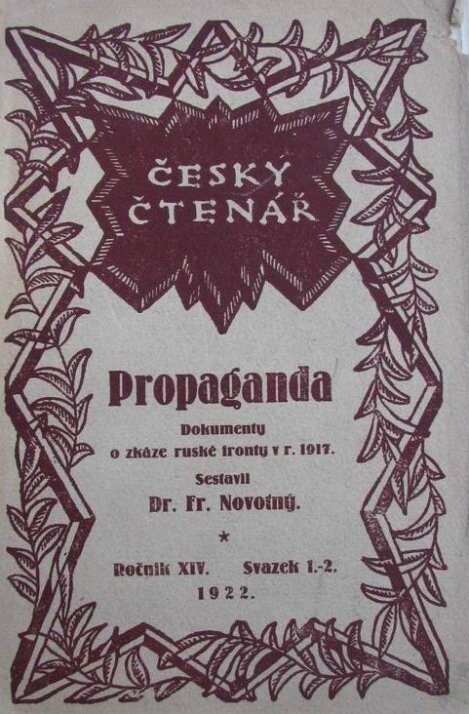 ČESKÝ
ČTENÁŘ
Propaganda
Dokumenty
o zkáze ruské fronty v r. 1917.
Sestavil
Dr. Fr. Novotný.
*
Ročník XIV. Svazek 1.-2.
1922.